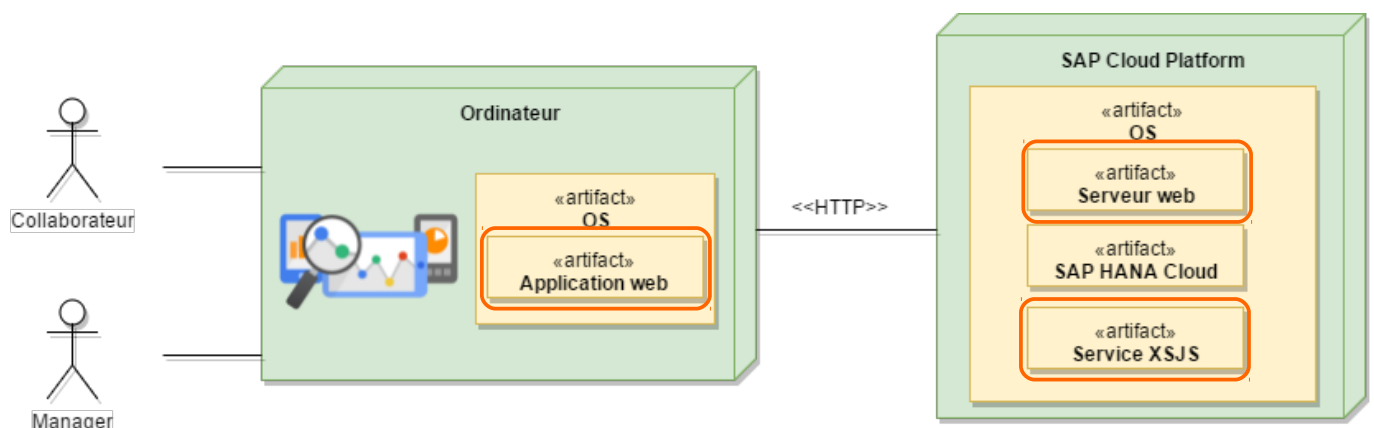 Collaborateur
Manager
Ordinateur
«artifact»
OS
«artifact»
Application web
<<HTTP>>
SAP Cloud Platform
«artifact»
OS
«artifact»
Serveur web
«artifact»
SAP HANA Cloud
«artifact»
Service XSJS